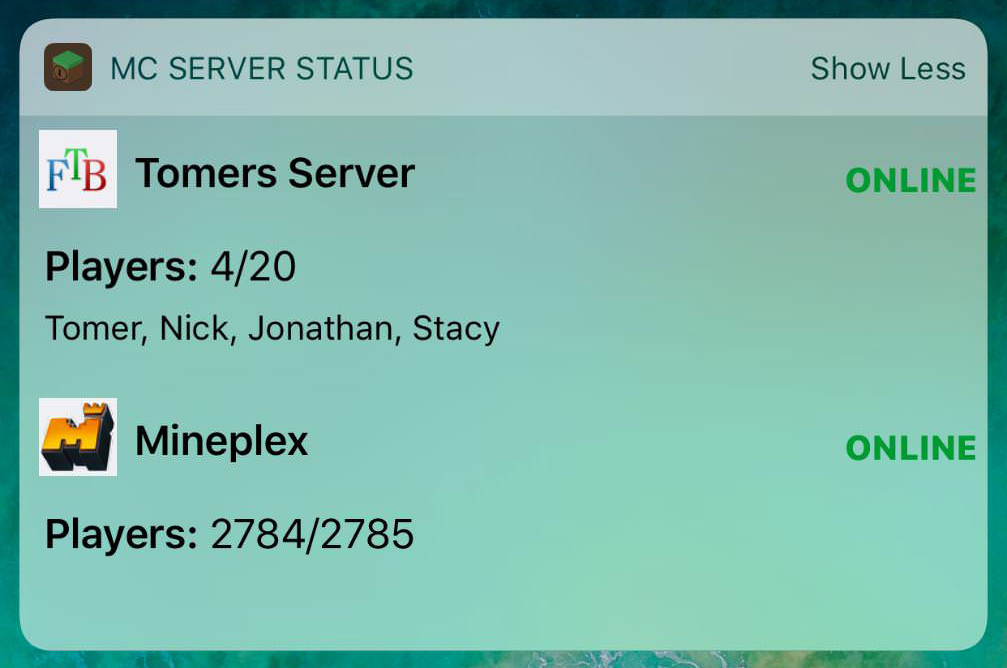 MC SERVER STATUS Show Less
FTB Tomers Server ONLINE
Players: 4/20
Tomer, Nick, Jonathan, Stacy
M Mineplex ONLINE
Players: 2784/2785